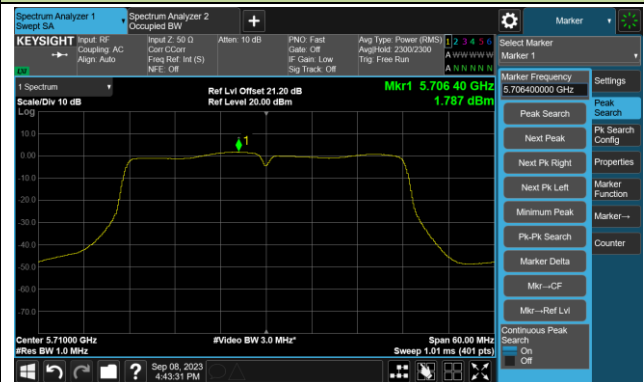 Spectrum Analyzer 1
Swept SA
Spectrum Analyzer 2
Occupied BW
Marker
KEYSIGHT
Input: RF
Coupling: AC
Align: Auto
Input Z: 50 Ω
Corr CCorr
Freq Ref: Int (S)
NFE: Off
Atten: 10 dB
PNO: Fast
Gate: Off
IF Gain: Low
Sig Track: Off
Avg Type: Power (RMS)
Avg|Hold: 2300/2300
Trig: Free Run
1 2 3 4 5 6
A W W W W W
A N N N N N
Select Marker
Marker 1
1 Spectrum
Scale/Div 10 dB
Ref Lvl Offset 21.20 dB
Ref Level 20.00 dBm
Mkr1 5.706 40 GHz
1.787 dBm
Log
10.0
0.00
-10.0
-20.0
-30.0
-40.0
-50.0
-60.0
-70.0
1
Center 5.71000 GHz
#Res BW 1.0 MHz
#Video BW 3.0 MHz*
Span 60.00 MHz
Sweep 1.01 ms (401 pts)
Marker Frequency
5.706400000 GHz
Peak Search
Next Peak
Next Pk Right
Next Pk Left
Minimum Peak
Pk-Pk Search
Marker Delta
Mkr→CF
Mkr→Ref Lvl
Continuous Peak
Search
On
Off
Settings
Peak
Search
Pk Search
Config
Properties
Marker
Function
Marker→
Counter
Sep 08, 2023
4:43:31 PM